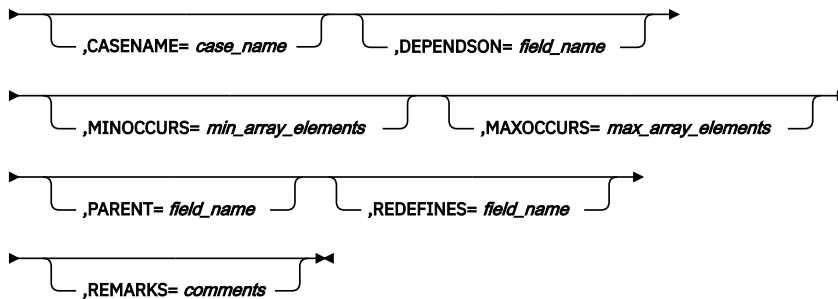 ,CASENAME= case_name ,DEPENDSON= field_name
,MINOCCURS= min_array_elements ,MAXOCCURS= max_array_elements
,PARENT= field_name ,REDEFINES= field_name
,REMARKS= comments